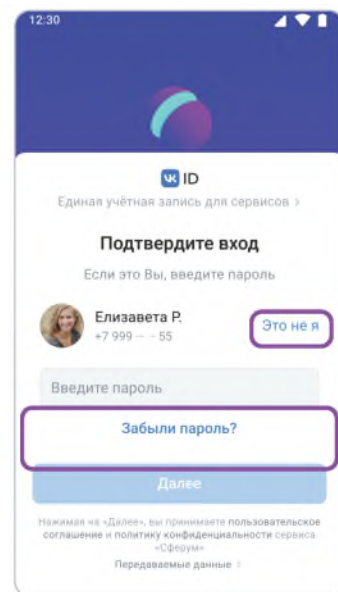 12:30
VK ID
Единая учётная запись для сервисов >
Подтвердите вход
Если это Вы, введите пароль
Елизавета Р.
Это не я
+7 999 — – 55
Введите пароль
Забыли пароль?
Далее
Нажимая на «Далее», вы принимаете пользовательское
соглашение и политику конфиденциальности сервиса
«Сферум»
Передаваемые данные >